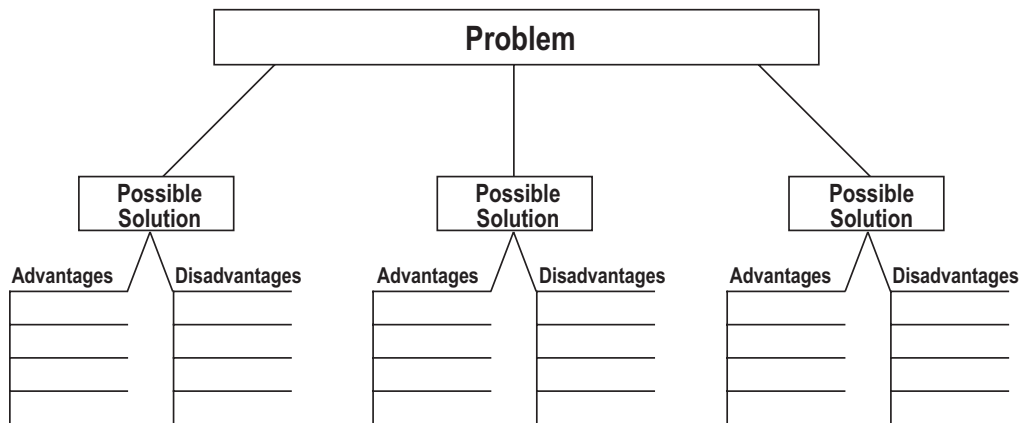 Problem
Possible
Solution
Possible
Solution
Possible
Solution
Advantages
Disadvantages
Advantages
Disadvantages
Advantages
Disadvantages